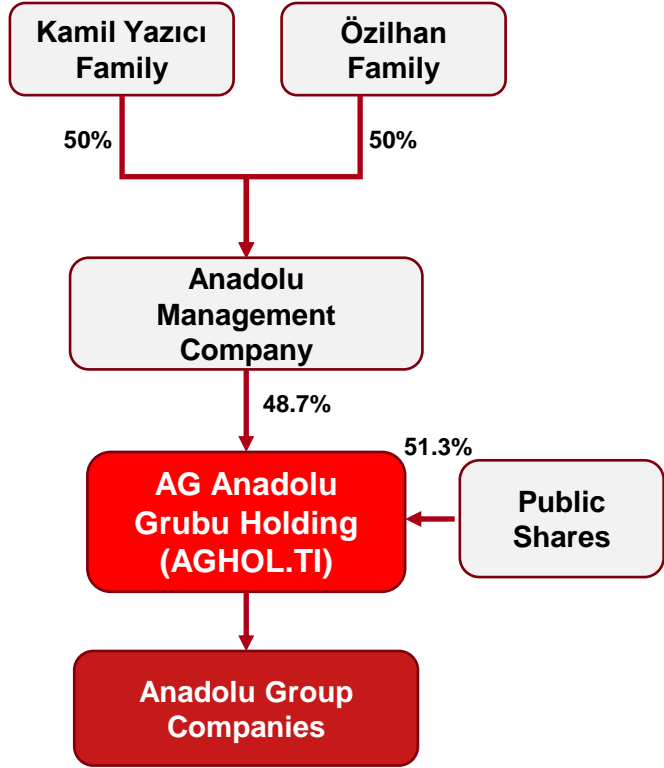 Kamil Yazıcı
Family
Özilhan
Family
50%
50%
Anadolu
Management
Company
48.7%
51.3%
AG Anadolu
Grubu Holding
(AGHOL.TI)
Public
Shares
Anadolu Group
Companies